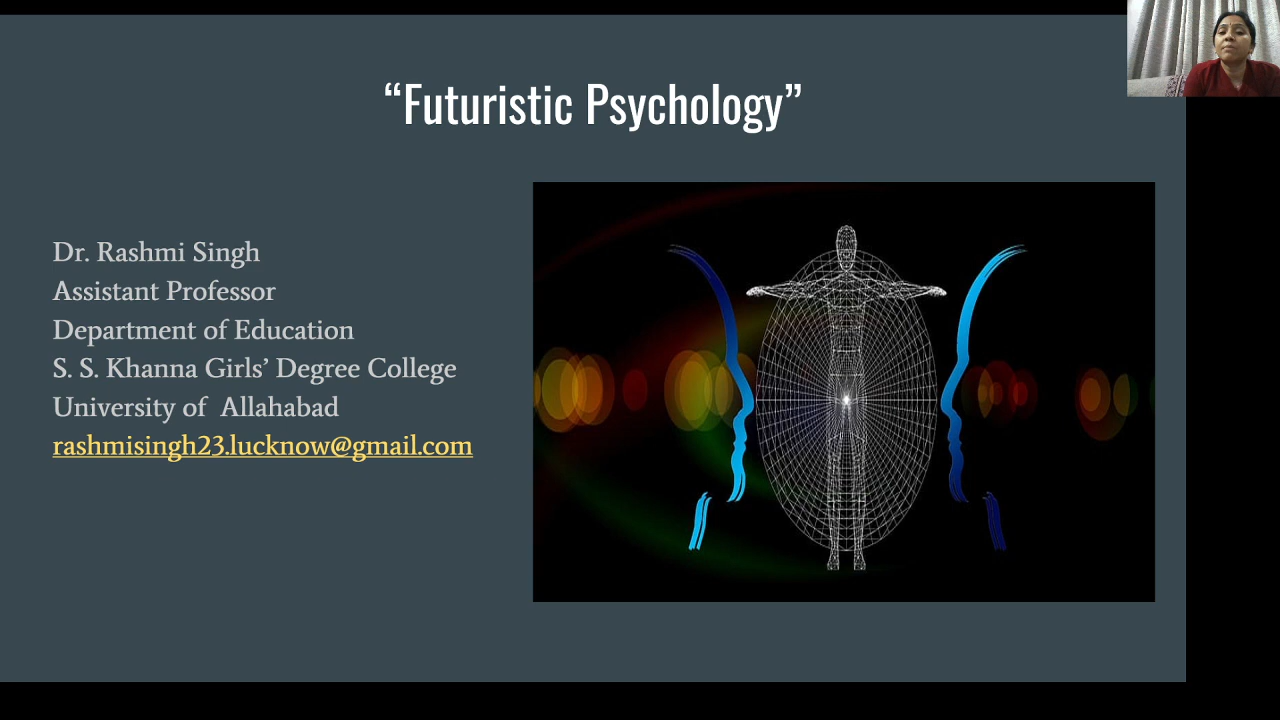 “Futuristic Psychology”
Dr. Rashmi Singh
Assistant Professor
Department of Education
S. S. Khanna Girls’ Degree College
University of Allahabad
rashmisingh23.lucknow@gmail.com